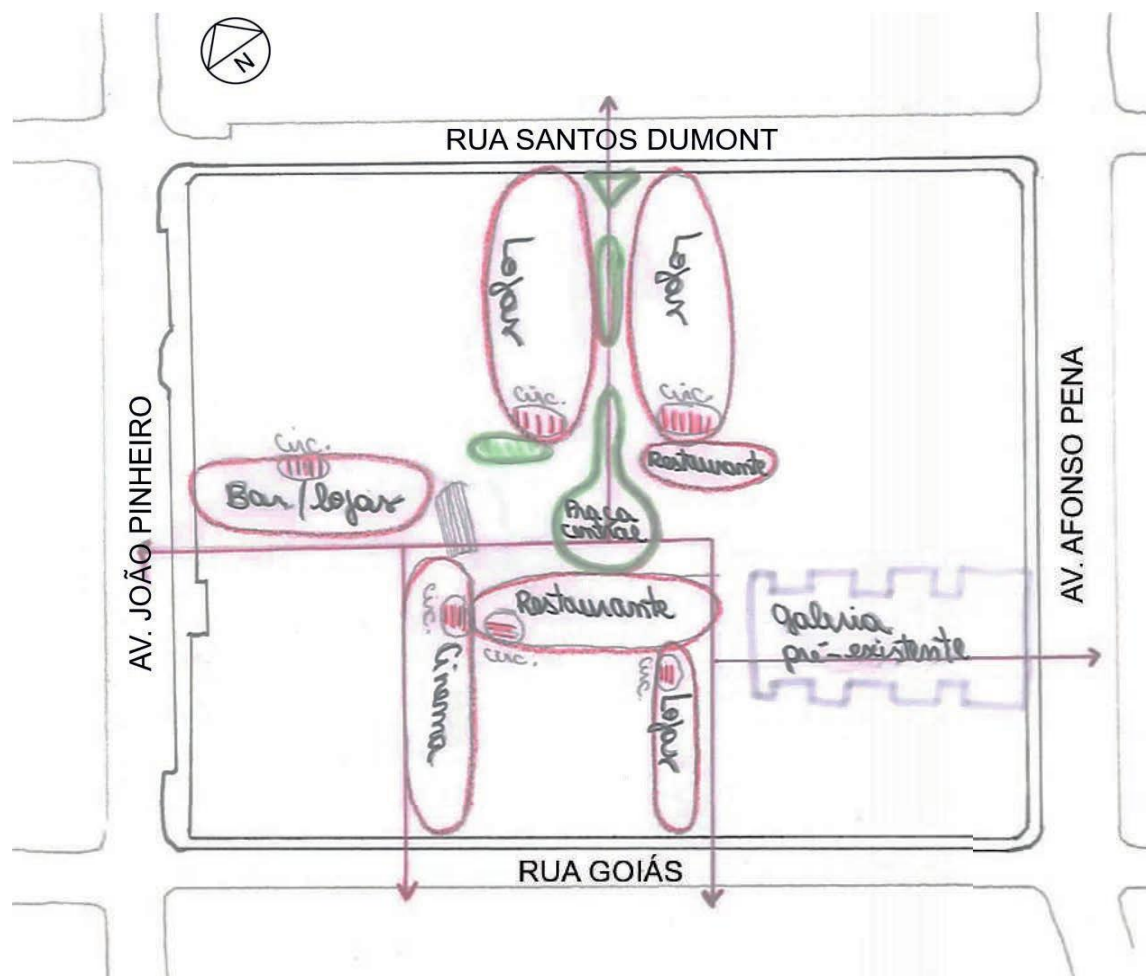 N
RUA SANTOS DUMONT
Lojas
Lojas
circ.
circ.
Restaurante
circ.
Bar/lojas
Praça
central
AV. JOÃO PINHEIRO
AV. AFONSO PENA
circ.
Cinema
Restaurante
circ.
circ.
Lojas
galeria
pré-existente
RUA GOIÁS